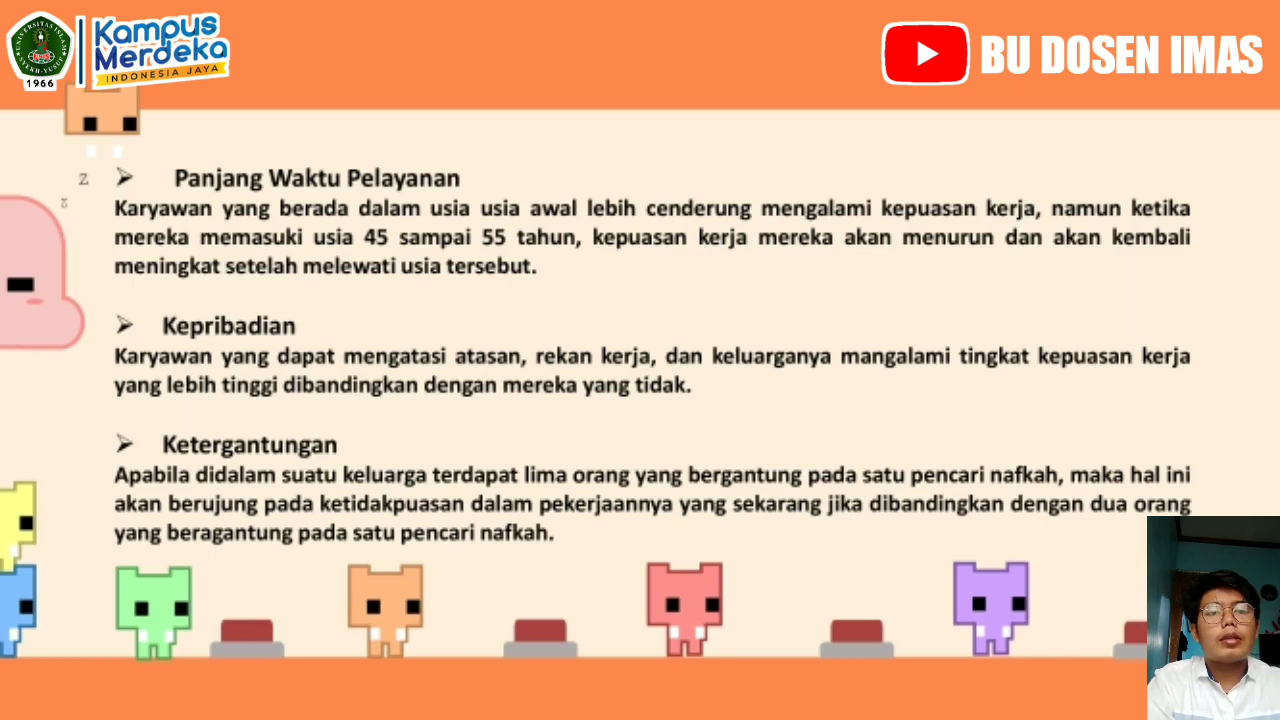 UNIVERSITAS ISLAM
SYEKH-YUSUF
1966
Kampus
Merdeka
INDONESIA JAYA
BU DOSEN IMAS
z
z
➢ Panjang Waktu Pelayanan
Karyawan yang berada dalam usia usia awal lebih cenderung mengalami kepuasan kerja, namun ketika
mereka memasuki usia 45 sampai 55 tahun, kepuasan kerja mereka akan menurun dan akan kembali
meningkat setelah melewati usia tersebut.
➢ Kepribadian
Karyawan yang dapat mengatasi atasan, rekan kerja, dan keluarganya mangalami tingkat kepuasan kerja
yang lebih tinggi dibandingkan dengan mereka yang tidak.
➢ Ketergantungan
Apabila didalam suatu keluarga terdapat lima orang yang bergantung pada satu pencari nafkah, maka hal ini
akan berujung pada ketidakpuasan dalam pekerjaannya yang sekarang jika dibandingkan dengan dua orang
yang beragantung pada satu pencari nafkah.